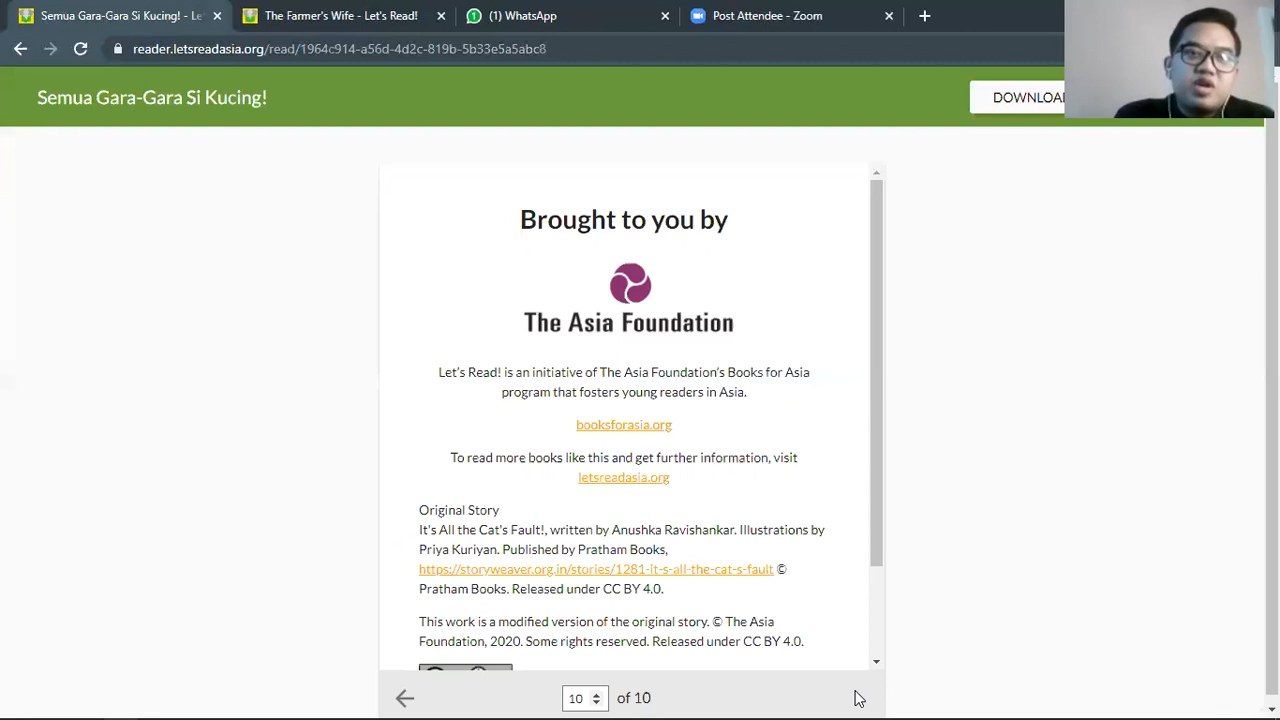 Semua Gara-Gara Si Kucing! - Le
The Farmer's Wife - Let's Read!
(1) WhatsApp
Post Attendee - Zoom
reader.letsreadasia.org/read/1964c914-a56d-4d2c-819b-5b33e5a5abc8
Semua Gara-Gara Si Kucing!
DOWNLOA
Brought to you by
The Asia Foundation
Let's Read! is an initiative of The Asia Foundation's Books for Asia
program that fosters young readers in Asia.
booksforasia.org
To read more books like this and get further information, visit
letsreadasia.org
Original Story
It's All the Cat's Fault!, written by Anushka Ravishankar. Illustrations by
Priya Kuriyan. Published by Pratham Books,
https://storyweaver.org.in/stories/1281-it-s-all-the-cat-s-fault ©
Pratham Books. Released under CC BY 4.0.
This work is a modified version of the original story. © The Asia
Foundation, 2020. Some rights reserved. Released under CC BY 4.0.
10 of 10